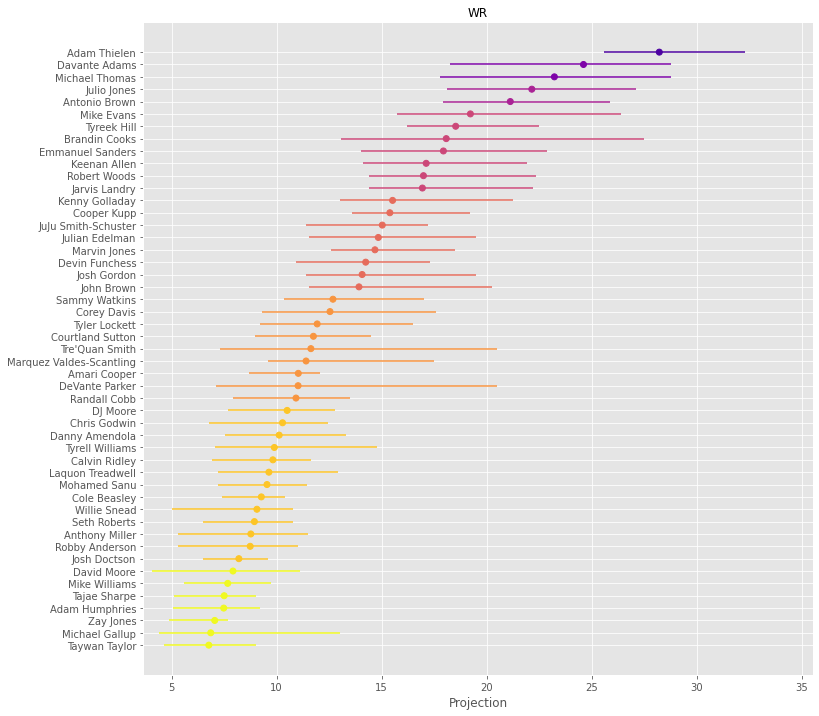 WR
Adam Thielen
Davante Adams
Michael Thomas
Julio Jones
Antonio Brown
Mike Evans
Tyreek Hill
Brandin Cooks
Emmanuel Sanders
Keenan Allen
Robert Woods
Jarvis Landry
Kenny Golladay
Cooper Kupp
JuJu Smith-Schuster
Julian Edelman
Marvin Jones
Devin Funchess
Josh Gordon
John Brown
Sammy Watkins
Corey Davis
Tyler Lockett
Courtland Sutton
Tre'Quan Smith
Marquez Valdes-Scantling
Amari Cooper
DeVante Parker
Randall Cobb
DJ Moore
Chris Godwin
Danny Amendola
Tyrell Williams
Calvin Ridley
Laquon Treadwell
Mohamed Sanu
Cole Beasley
Willie Snead
Seth Roberts
Anthony Miller
Robby Anderson
Josh Doctson
David Moore
Mike Williams
Tajae Sharpe
Adam Humphries
Zay Jones
Michael Gallup
Taywan Taylor
5 10 15 20 25 30 35
Projection